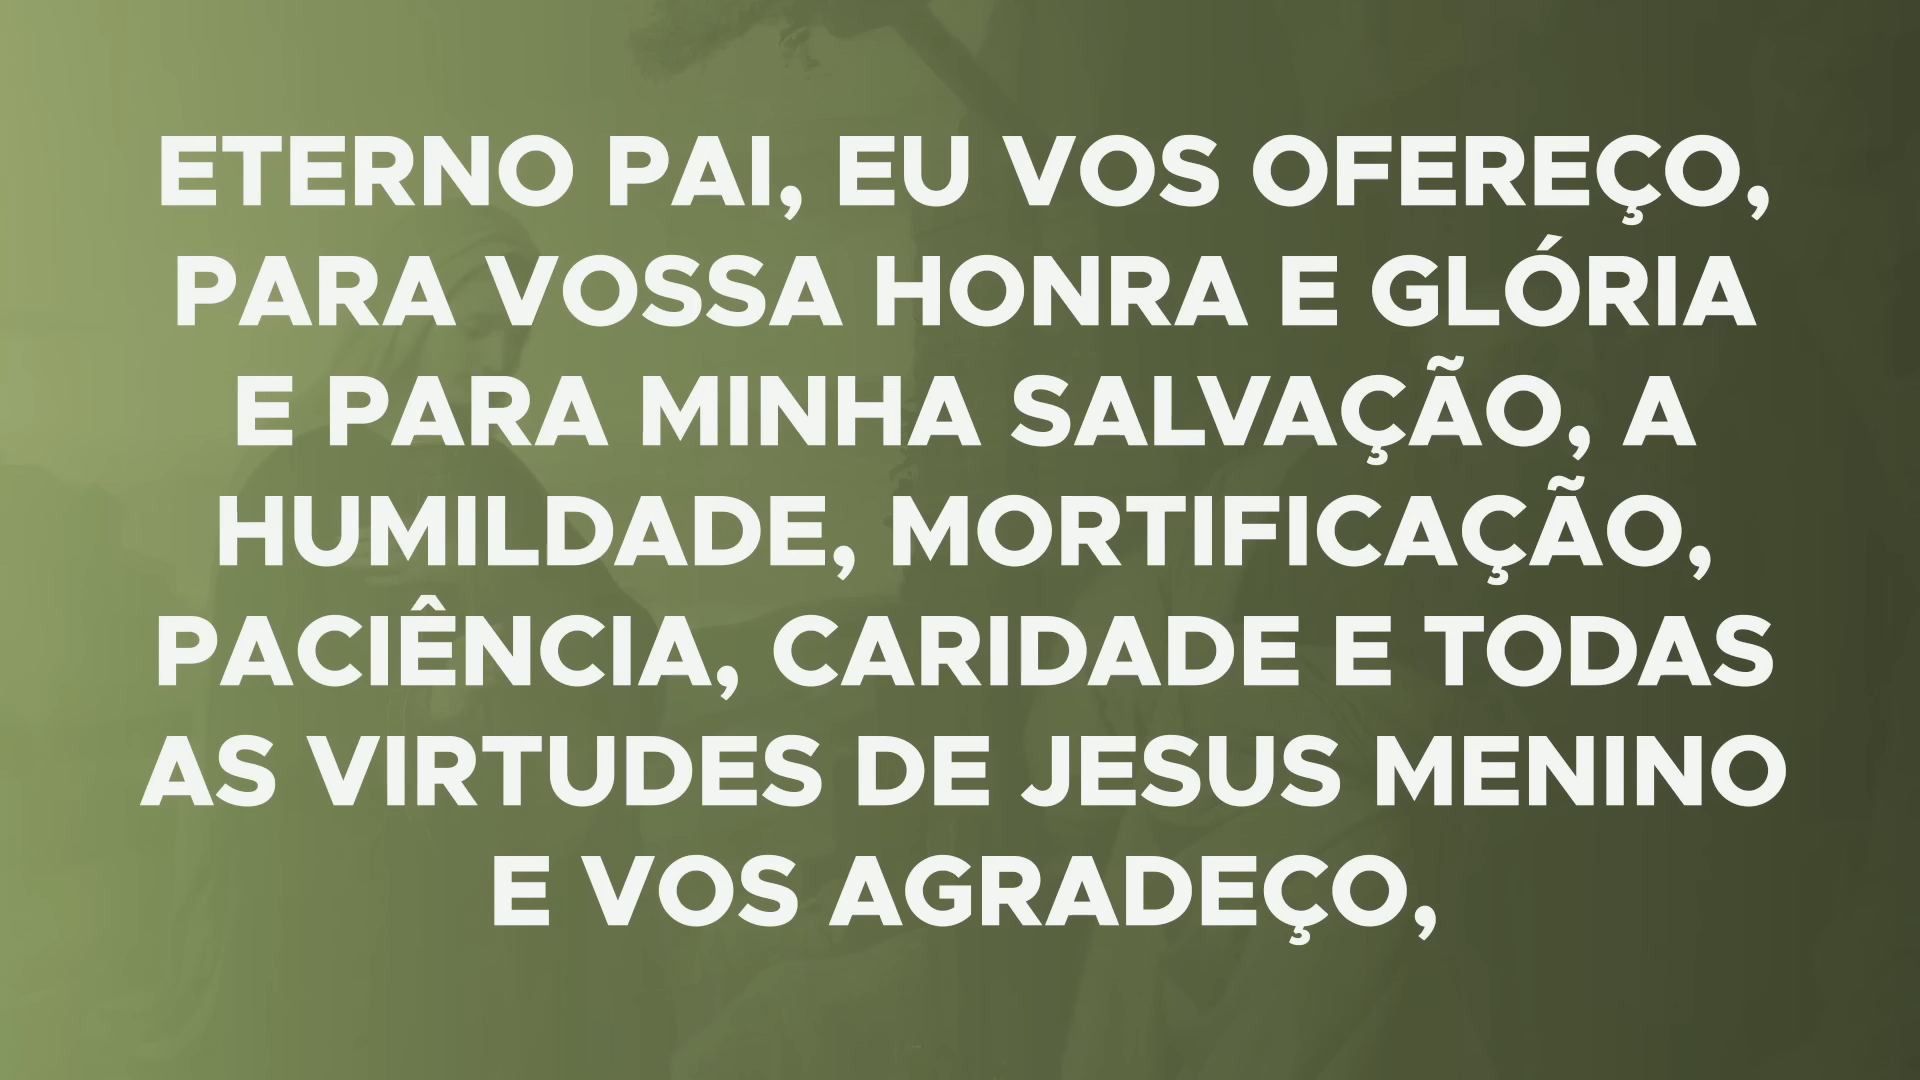 ETERNO PAI, EU VOS OFEREÇO,
PARA VOSSA HONRA E GLÓRIA
E PARA MINHA SALVAÇÃO, A
HUMILDADE, MORTIFICAÇÃO,
PACIÊNCIA, CARIDADE E TODAS
AS VIRTUDES DE JESUS MENINO
E VOS AGRADEÇO,